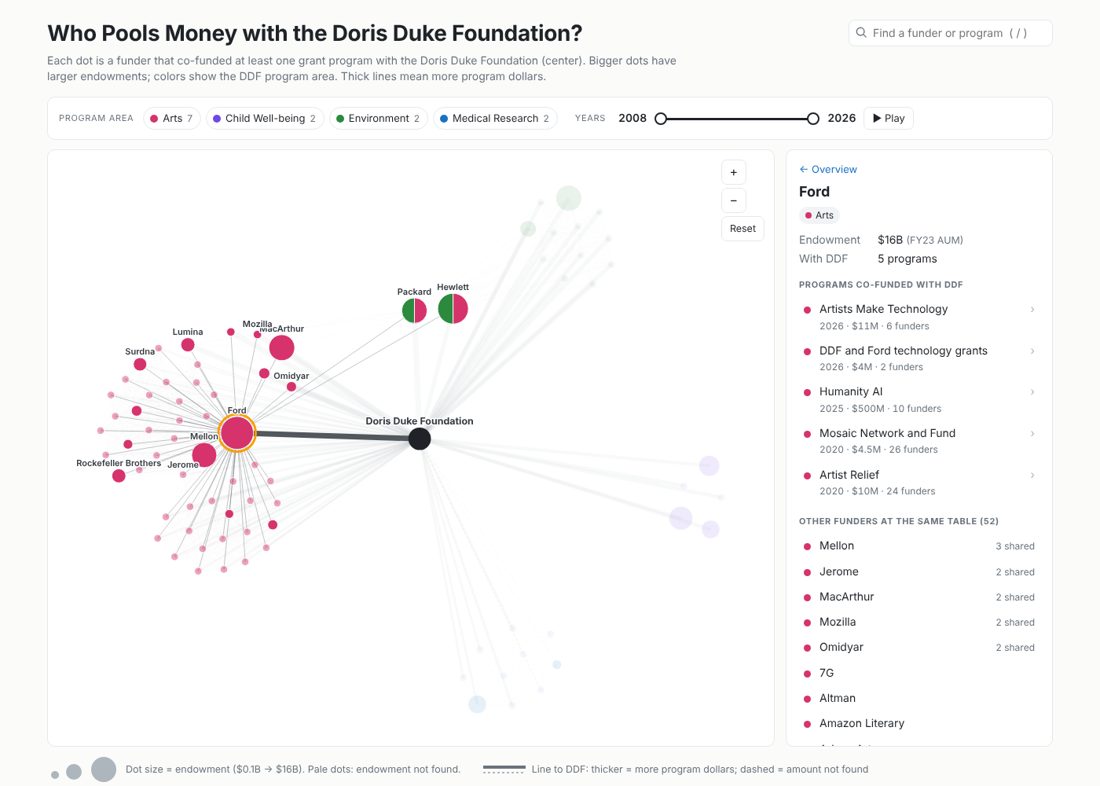 Who Pools Money with the Doris Duke Foundation?
Find a funder or program ( / )
Each dot is a funder that co-funded at least one grant program with the Doris Duke Foundation (center). Bigger dots have
larger endowments; colors show the DDF program area. Thick lines mean more program dollars.
PROGRAM AREA Arts 7 Child Well-being 2 Environment 2 Medical Research 2 YEARS 2008 2026 ▶ Play
+
−
Reset
Packard
Hewlett
Mozilla
MacArthur
Lumina
Surdna
Omidyar
Ford
Doris Duke Foundation
Mellon
Rockefeller Brothers
Jerome
← Overview
Ford
Arts
Endowment $16B (FY23 AUM)
With DDF 5 programs
PROGRAMS CO-FUNDED WITH DDF
Artists Make Technology ›
2026 · $11M · 6 funders
DDF and Ford technology grants ›
2026 · $4M · 2 funders
Humanity AI ›
2025 · $500M · 10 funders
Mosaic Network and Fund ›
2020 · $4.5M · 26 funders
Artist Relief ›
2020 · $10M · 24 funders
OTHER FUNDERS AT THE SAME TABLE (52)
Mellon 3 shared
Jerome 2 shared
MacArthur 2 shared
Mozilla 2 shared
Omidyar 2 shared
7G
Altman
Amazon Literary
Dot size = endowment ($0.1B → $16B). Pale dots: endowment not found.
Line to DDF: thicker = more program dollars; dashed = amount not found